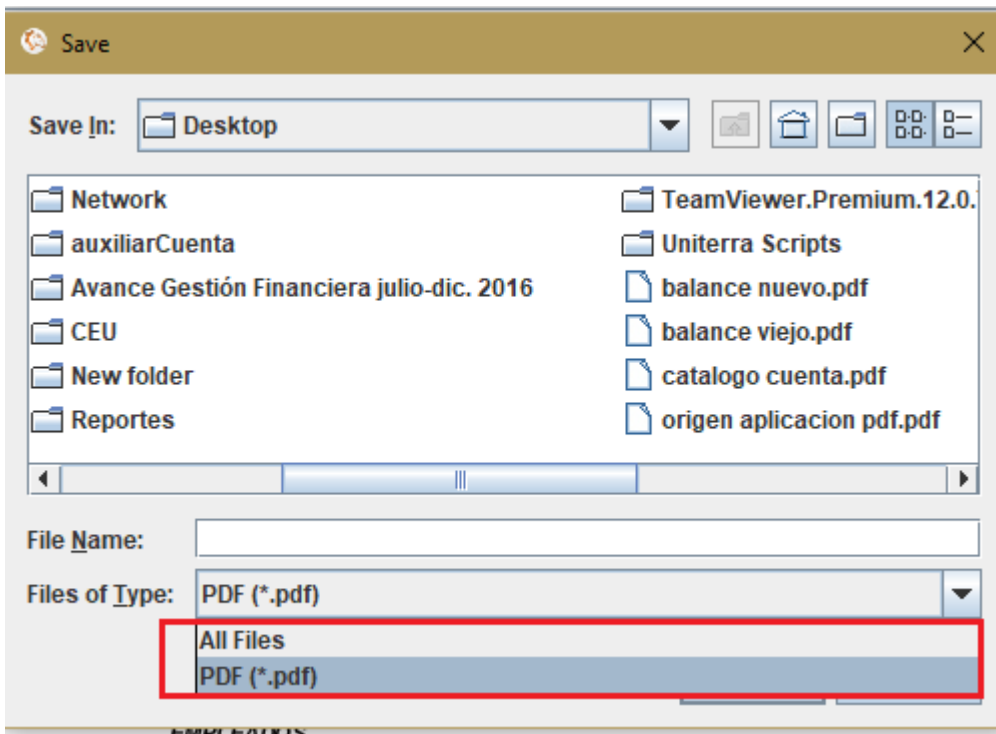 Save
Save In: Desktop
Network
auxiliarCuenta
Avance Gestión Financiera julio-dic. 2016
CEU
New folder
Reportes
TeamViewer.Premium.12.0.
Uniterra Scripts
balance nuevo.pdf
balance viejo.pdf
catalogo cuenta.pdf
origen aplicacion pdf.pdf
File Name:
Files of Type: PDF (*.pdf)
All Files
PDF (*.pdf)